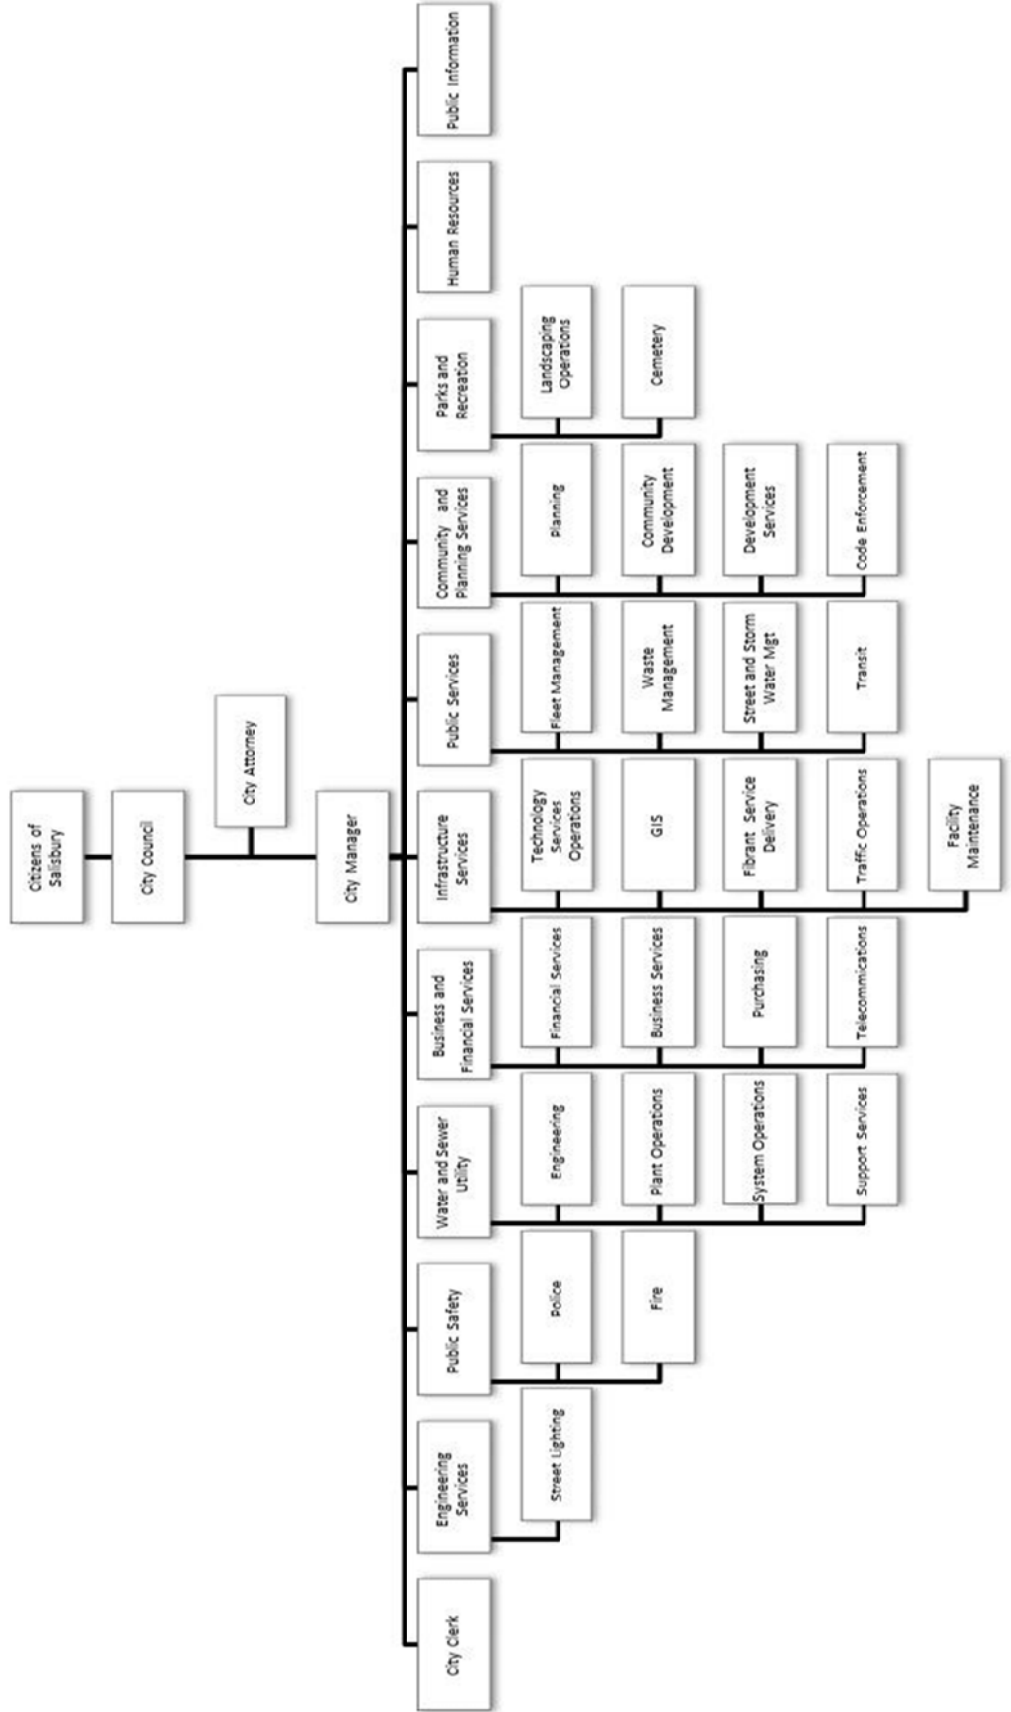 Citizens of
Salisbury
City Council
City Attorney
City Manager
City Clerk
Engineering
Services
Street Lighting
Public Safety
Police
Fire
Water and Sewer
Utility
Engineering
Plant Operations
System Operations
Support Services
Business and
Financial Services
Financial Services
Business Services
Purchasing
Telecommications
Infrastructure
Services
Technology
Services
Operations
GIS
Fibrant Service
Delivery
Traffic Operations
Facility
Maintenance
Public Services
Fleet Management
Waste
Management
Street and Storm
Water Mgt
Transit
Community and
Planning Services
Planning
Community
Development
Development
Services
Code Enforcement
Parks and
Recreation
Landscaping
Operations
Cemetery
Human Resources
Public Information